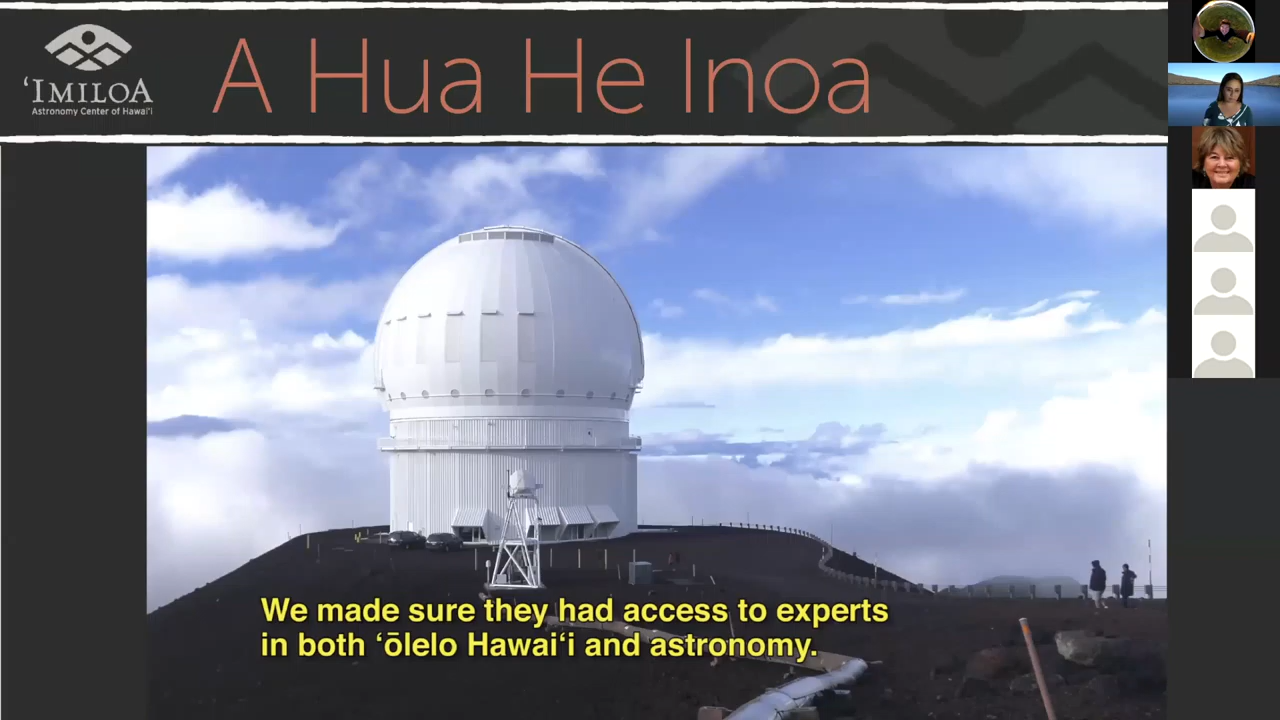 ʻIMILOA
Astronomy Center of Hawaiʻi
A Hua He Inoa
We made sure they had access to experts
in both ʻōlelo Hawaiʻi and astronomy.